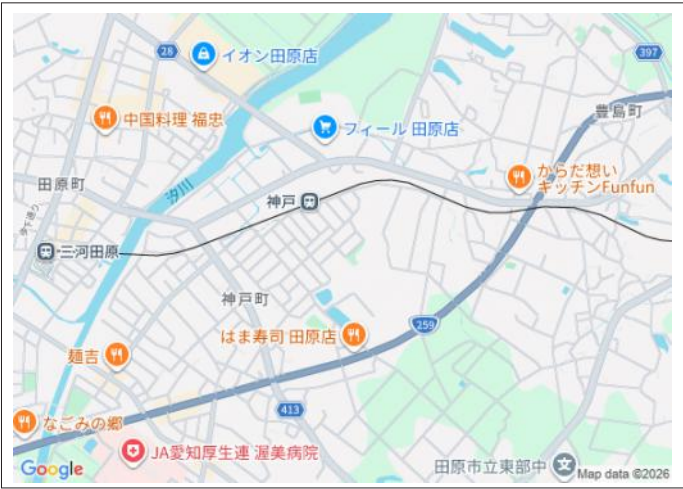 28
イオン田原店
397
中国料理 福忠
フィール 田原店
豊島町
からだ想い
キッチンFunfun
田原町
汐川
神戸
三河田原
神戸町
はま寿司 田原店
259
麺吉
413
なごみの郷
JA愛知厚生連 渥美病院
田原市立東部中
Google
Map data ©2026